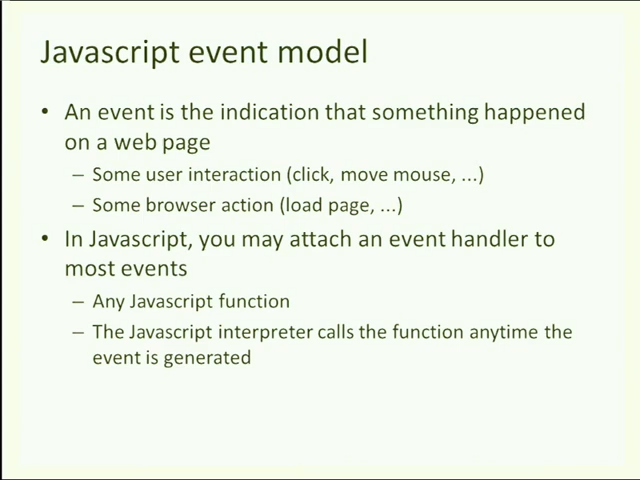 Javascript event model
• An event is the indication that something happened
on a web page
– Some user interaction (click, move mouse, ...)
– Some browser action (load page, ...)
• In Javascript, you may attach an event handler to
most events
– Any Javascript function
– The Javascript interpreter calls the function anytime the
event is generated